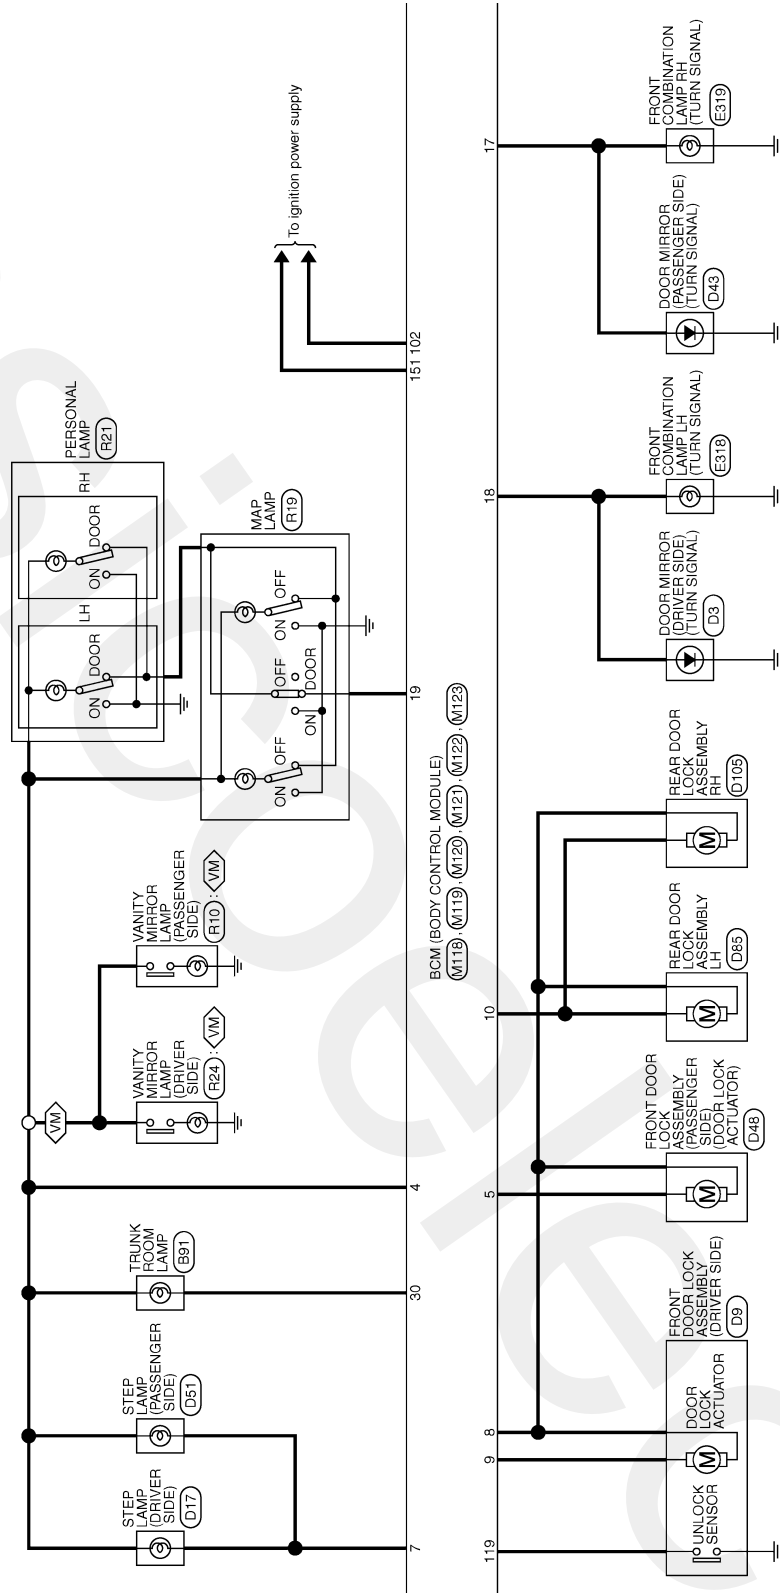 STEP
LAMP
(DRIVER
SIDE)
D17
STEP
LAMP
(PASSENGER
SIDE)
D51
TRUNK
ROOM
LAMP
B91
VM
VANITY
MIRROR
LAMP
(DRIVER
SIDE)
R24 : VM
VANITY
MIRROR
LAMP
(PASSENGER
SIDE)
R10 : VM
PERSONAL
LAMP
R21
LH
ON
DOOR
RH
ON
DOOR
MAP
LAMP
R19
ON
OFF
ON
OFF
DOOR
ON
OFF
To ignition power supply
7
30
4
19
151 102
BCM (BODY CONTROL MODULE)
M118 , M119 , M120 , M121 , M122 , M123
119
9
8
5
10
18
17
FRONT
DOOR LOCK
ASSEMBLY
(DRIVER SIDE)
D9
UNLOCK
SENSOR
DOOR
LOCK
ACTUATOR
M
FRONT DOOR
LOCK
ASSEMBLY
(PASSENGER
SIDE)
(DOOR LOCK
ACTUATOR)
D48
M
REAR DOOR
LOCK
ASSEMBLY
LH
D85
M
REAR DOOR
LOCK
ASSEMBLY
RH
D105
M
DOOR MIRROR
(DRIVER SIDE)
(TURN SIGNAL)
D3
FRONT
COMBINATION
LAMP LH
(TURN SIGNAL)
E318
DOOR MIRROR
(PASSENGER SIDE)
(TURN SIGNAL)
D43
FRONT
COMBINATION
LAMP RH
(TURN SIGNAL)
E319